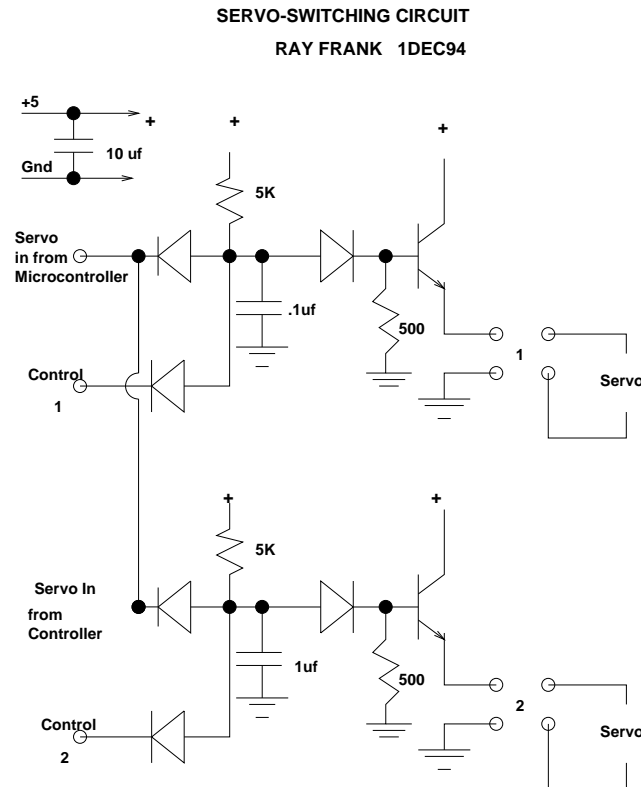 SERVO-SWITCHING CIRCUIT
RAY FRANK 1DEC94
+5
+
+
+
10 uf
Gnd
5K
Servo
in from
Microcontroller
.1uf
500
1
Control
1
Servo
+
+
5K
Servo In
from
Controller
1uf
500
2
Control
2
Servo